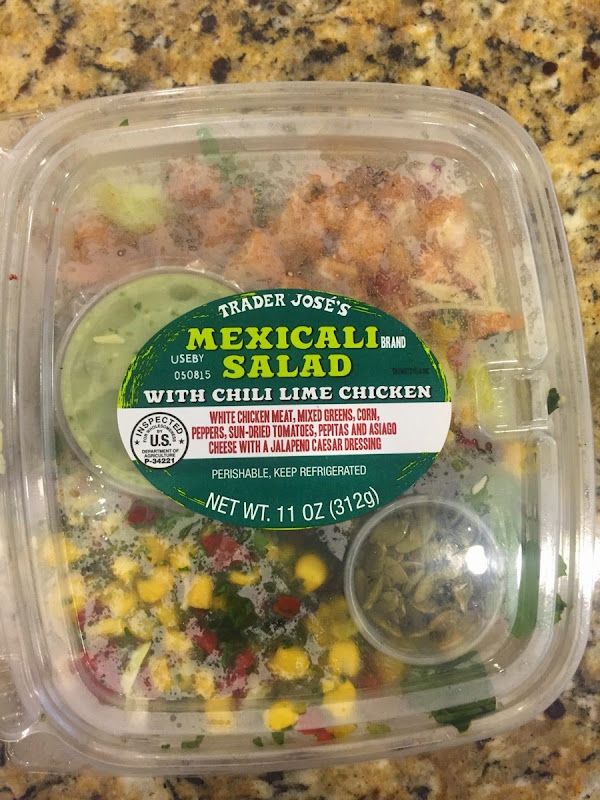 TRADER JOSÉ'S
MEXICALI BRAND
SALAD
USEBY
050815
WITH CHILI LIME CHICKEN
WHITE CHICKEN MEAT, MIXED GREENS, CORN,
PEPPERS, SUN-DRIED TOMATOES, PEPITAS AND ASIAGO
CHEESE WITH A JALAPENO CAESAR DRESSING
INSPECTED
FOR WHOLESOMENESS
BY
U.S.
DEPARTMENT OF
AGRICULTURE
P-34221
PERISHABLE, KEEP REFRIGERATED
NET WT. 11 OZ (312g)